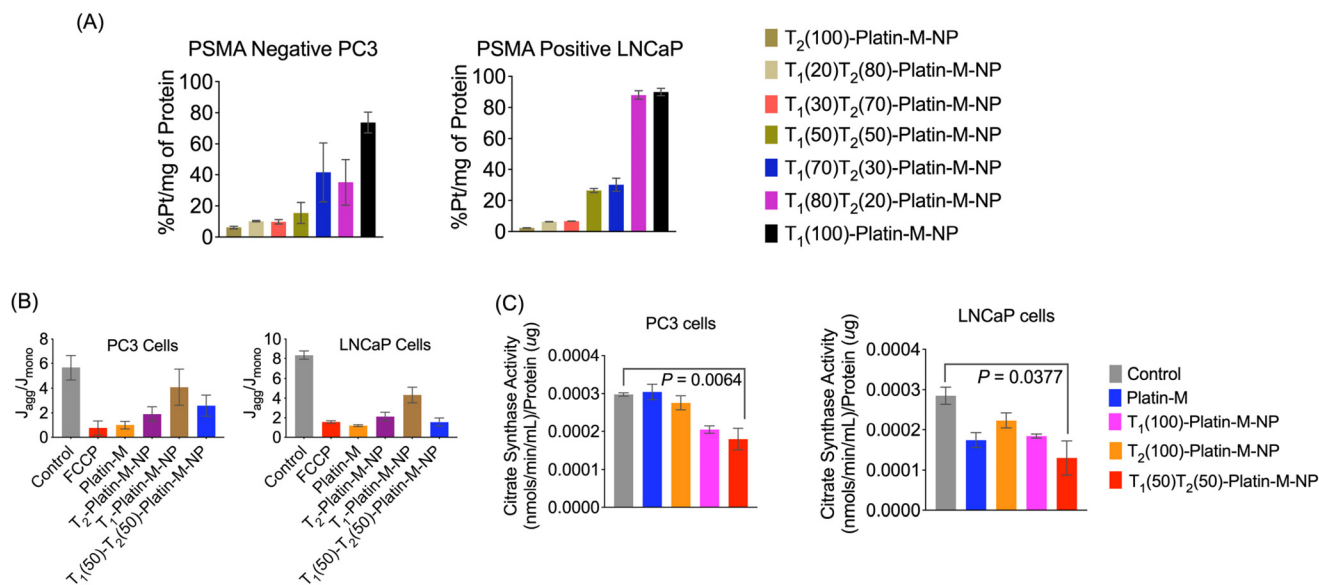 (A)
PSMA Negative PC3
%Pt/mg of Protein
100
80
60
40
20
0
PSMA Positive LNCaP
%Pt/mg of Protein
100
80
60
40
20
0
T2(100)-Platin-M-NP
T1(20)T2(80)-Platin-M-NP
T1(30)T2(70)-Platin-M-NP
T1(50)T2(50)-Platin-M-NP
T1(70)T2(30)-Platin-M-NP
T1(80)T2(20)-Platin-M-NP
T1(100)-Platin-M-NP
(B)
PC3 Cells
Jagg/Jmono
8
6
4
2
0
Control
FCCP
Platin-M
T2-Platin-M-NP
T1-Platin-M-NP
T1(50)-T2(50)-Platin-M-NP
LNCaP Cells
Jagg/Jmono
10
8
6
4
2
0
Control
FCCP
Platin-M
T2-Platin-M-NP
T1-Platin-M-NP
T1(50)-T2(50)-Platin-M-NP
(C)
PC3 cells
Citrate Synthase Activity
(nmols/min/mL)/Protein (ug)
0.0004
0.0003
0.0002
0.0001
0.0000
P = 0.0064
LNCaP cells
Citrate Synthase Activity
(nmols/min/mL)/Protein (ug)
0.0004
0.0003
0.0002
0.0001
0.0000
P = 0.0377
Control
Platin-M
T1(100)-Platin-M-NP
T2(100)-Platin-M-NP
T1(50)T2(50)-Platin-M-NP